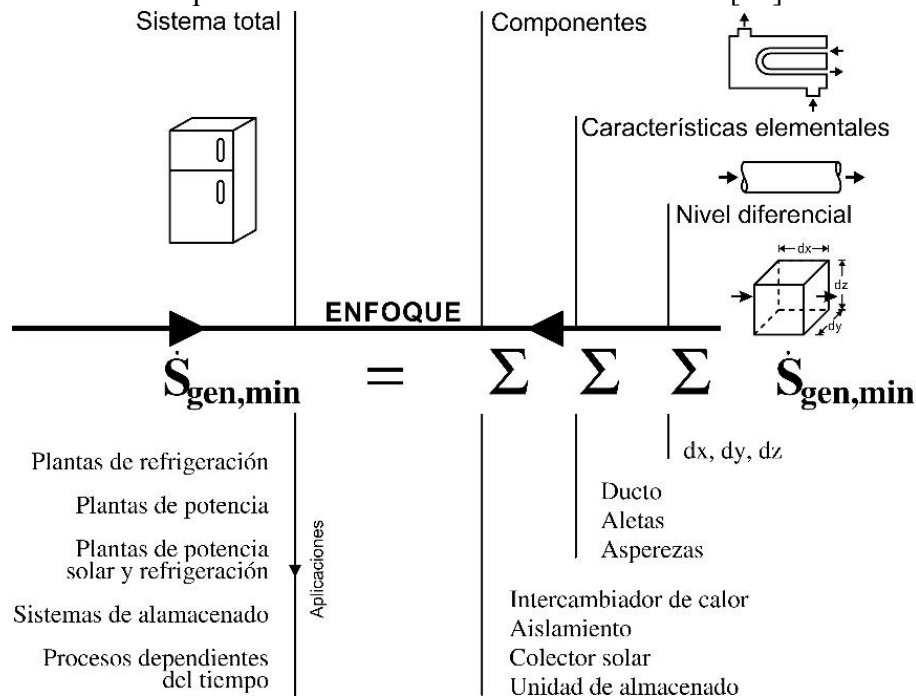 Sistema total
Componentes
Características elementales
Nivel diferencial
dx
dz
dy
ENFOQUE
Ṡgen,min = Σ Σ Σ Ṡgen,min
dx, dy, dz
Plantas de refrigeración
Plantas de potencia
Plantas de potencia
solar y refrigeración
Sistemas de alamacenado
Procesos dependientes
del tiempo
Aplicaciones
Ducto
Aletas
Asperezas
Intercambiador de calor
Aislamiento
Colector solar
Unidad de almacenado